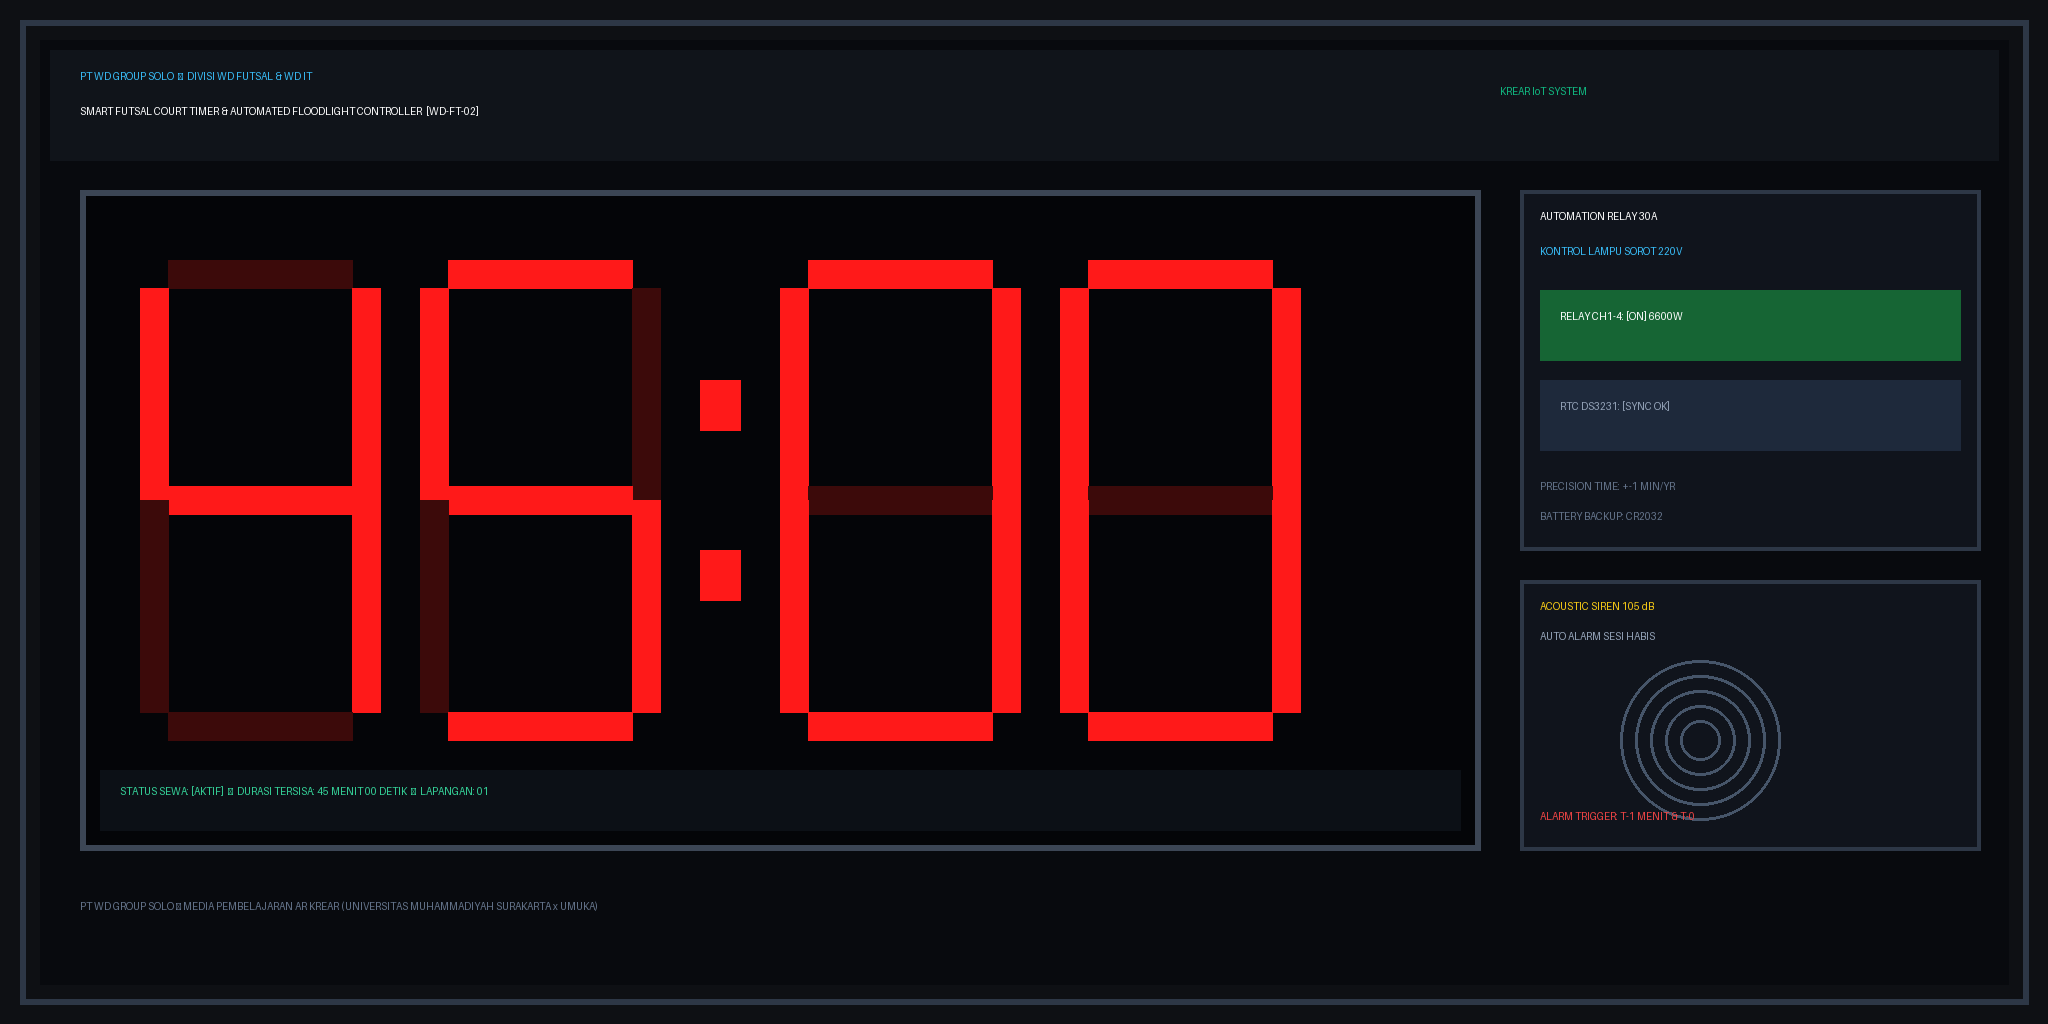 PT WD GROUP SOLO ▯ DIVISI WD FUTSAL & WD IT
SMART FUTSAL COURT TIMER & AUTOMATED FLOODLIGHT CONTROLLER [WD-FT-02]
KREAR IoT SYSTEM
45:00
STATUS SEWA: [AKTIF] ▯ DURASI TERSISA: 45 MENIT 00 DETIK ▯ LAPANGAN: 01
AUTOMATION RELAY 30A
KONTROL LAMPU SOROT 220V
RELAY CH1-4: [ON] 6600W
RTC DS3231: [SYNC OK]
PRECISION TIME: +-1 MIN/YR
BATTERY BACKUP: CR2032
ACOUSTIC SIREN 105 dB
AUTO ALARM SESI HABIS
ALARM TRIGGER: T-1 MENIT & T-0
PT WD GROUP SOLO ▯ MEDIA PEMBELAJARAN AR KREAR (UNIVERSITAS MUHAMMADIYAH SURAKARTA x UMUKA)